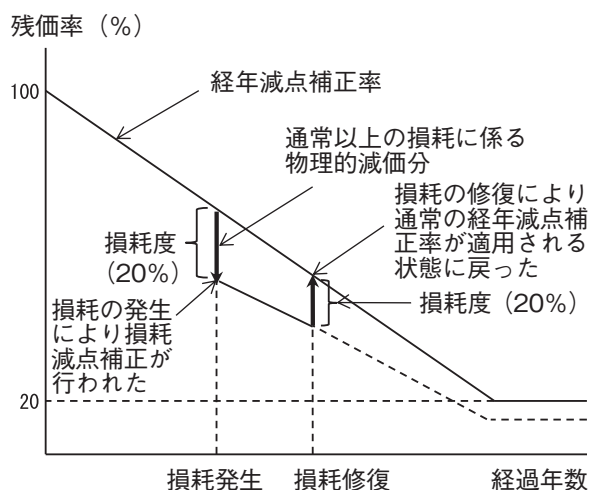 残価率（%）
100
経年減点補正率
通常以上の損耗に係る
物理的減価分
損耗の修復により
通常の経年減点補
正率が適用される
状態に戻った
損耗度
（20%）
損耗度（20%）
損耗の発生
により損耗
減点補正が
行われた
20
損耗発生
損耗修復
経過年数